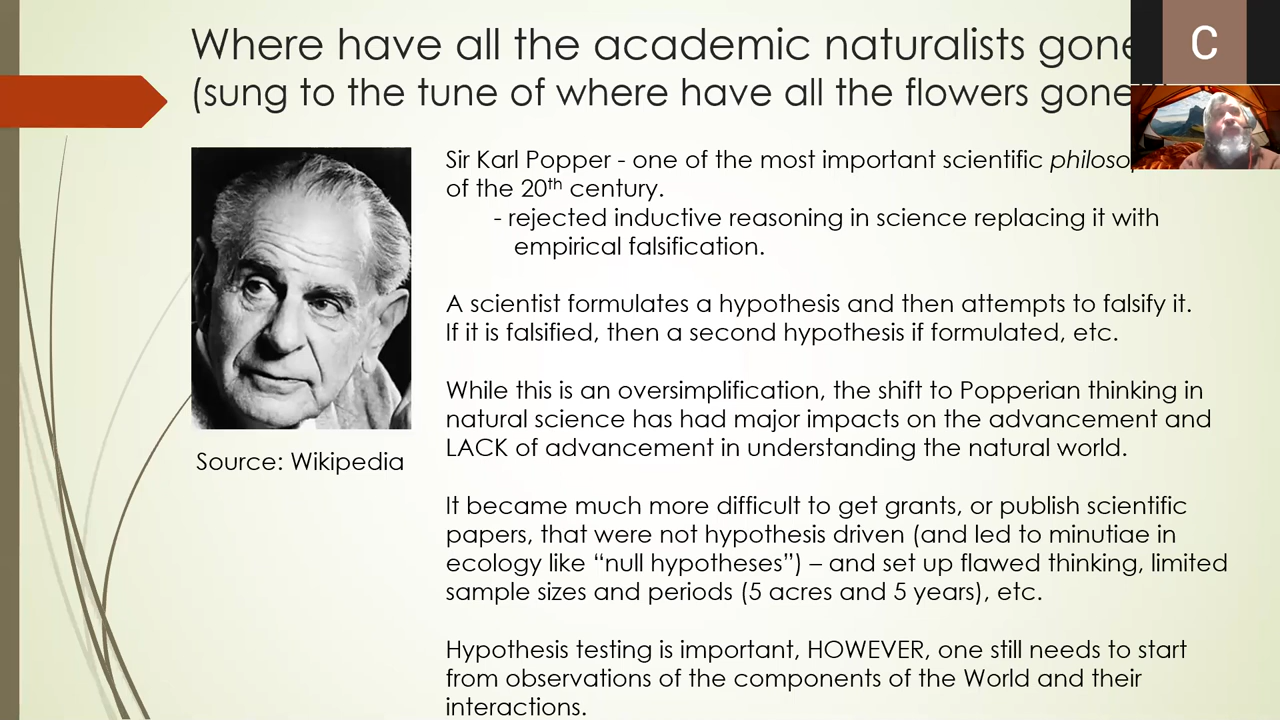 Where have all the academic naturalists gone
(sung to the tune of where have all the flowers gone
C
Sir Karl Popper - one of the most important scientific
of the 20th century.
- rejected inductive reasoning in science replacing it with
empirical falsification.
A scientist formulates a hypothesis and then attempts to falsify it.
If it is falsified, then a second hypothesis if formulated, etc.
While this is an oversimplification, the shift to Popperian thinking in
natural science has had major impacts on the advancement and
LACK of advancement in understanding the natural world.
Source: Wikipedia
It became much more difficult to get grants, or publish scientific
papers, that were not hypothesis driven (and led to minutiae in
ecology like “null hypotheses”) – and set up flawed thinking, limited
sample sizes and periods (5 acres and 5 years), etc.
Hypothesis testing is important, HOWEVER, one still needs to start
from observations of the components of the World and their
interactions.